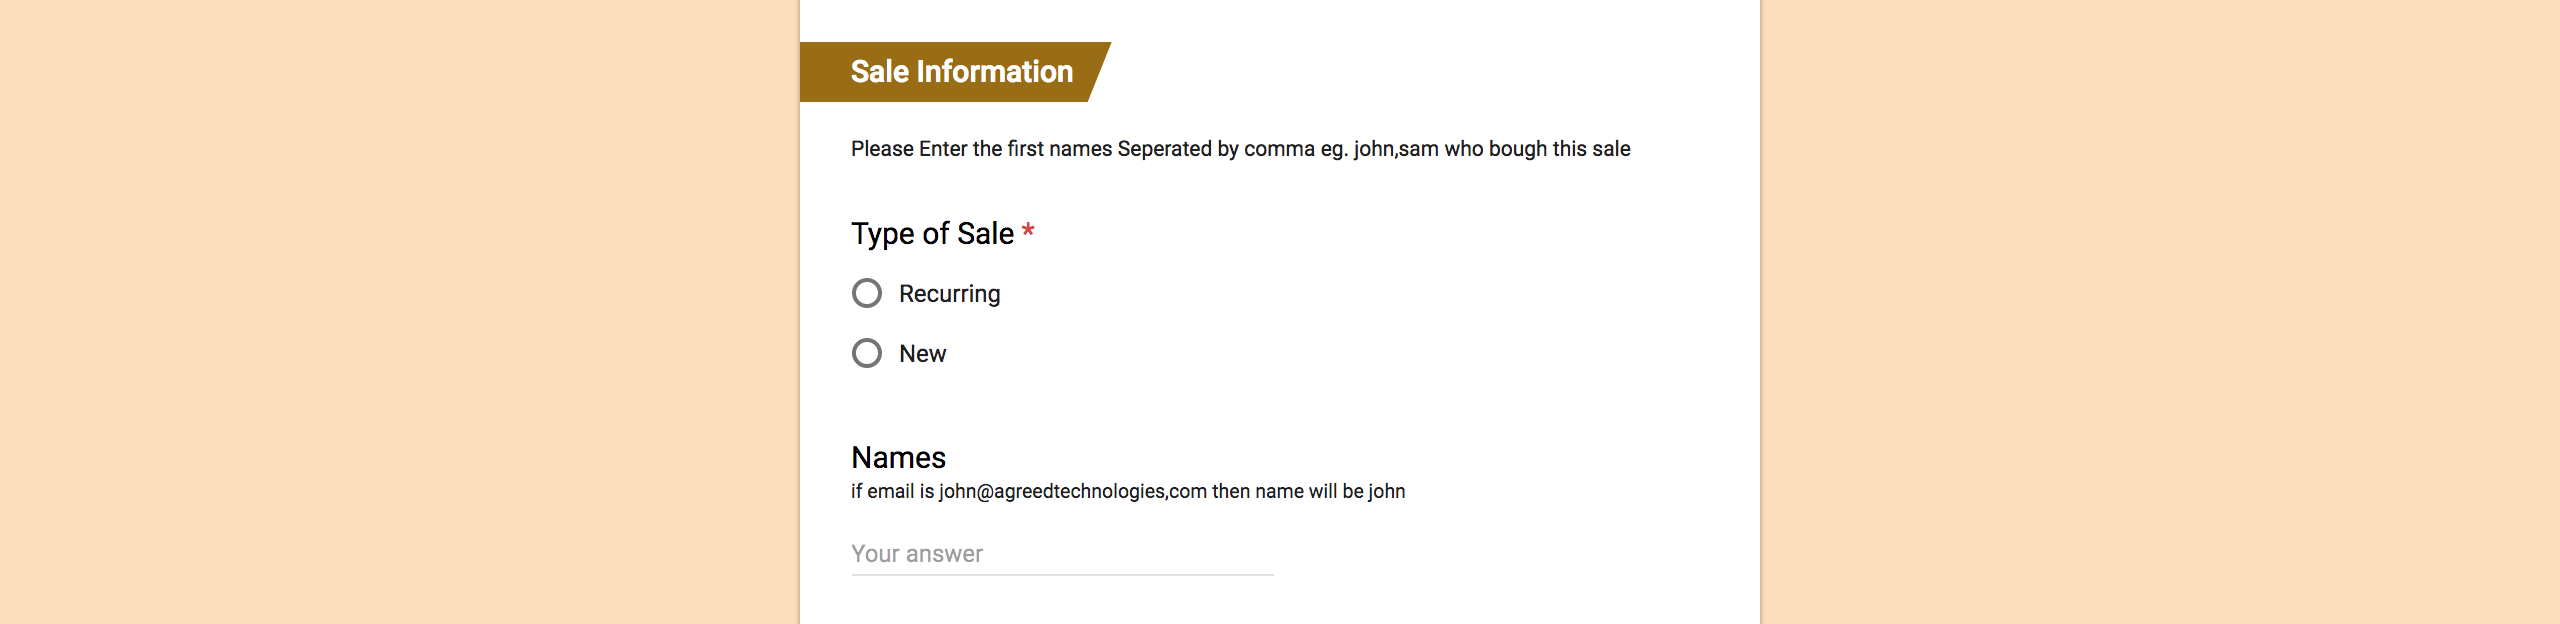 Sale Information
Please Enter the first names Seperated by comma eg. john,sam who bough this sale
Type of Sale *
Recurring
New
Names
if email is john@agreedtechnologies,com then name will be john
Your answer